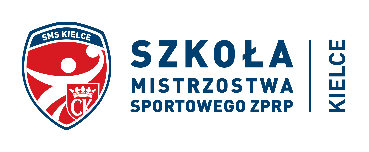 SMS KIELCE
CK
SZKOŁA
MISTRZOSTWA
SPORTOWEGO ZPRP
KIELCE